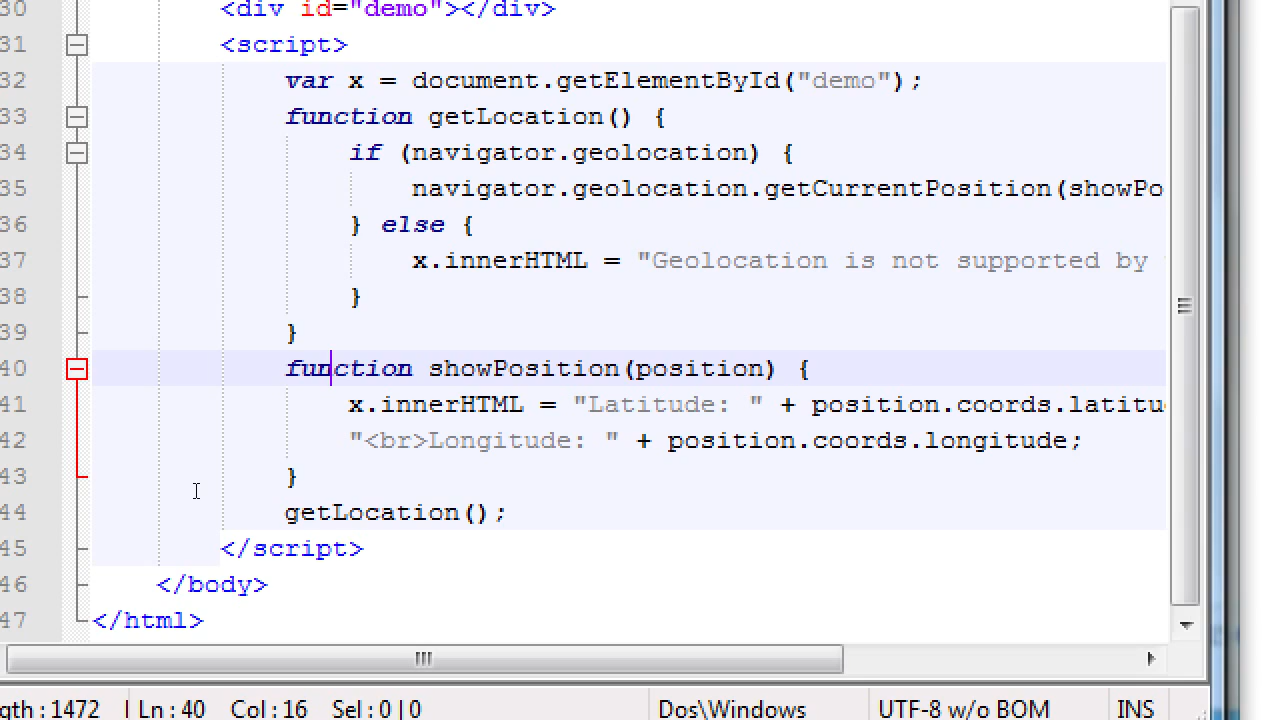 30 <div id="demo"></div>
31 <script>
32 var x = document.getElementById("demo");
33 function getLocation() {
34 if (navigator.geolocation) {
35 navigator.geolocation.getCurrentPosition(showPo
36 } else {
37 x.innerHTML = "Geolocation is not supported by
38 }
39 }
40 function showPosition(position) {
41 x.innerHTML = "Latitude: " + position.coords.latitu
42 "<br>Longitude: " + position.coords.longitude;
43 }
44 getLocation();
45 </script>
46 </body>
47 </html>
gth : 1472 Ln : 40 Col : 16 Sel : 0 | 0 Dos\Windows UTF-8 w/o BOM INS